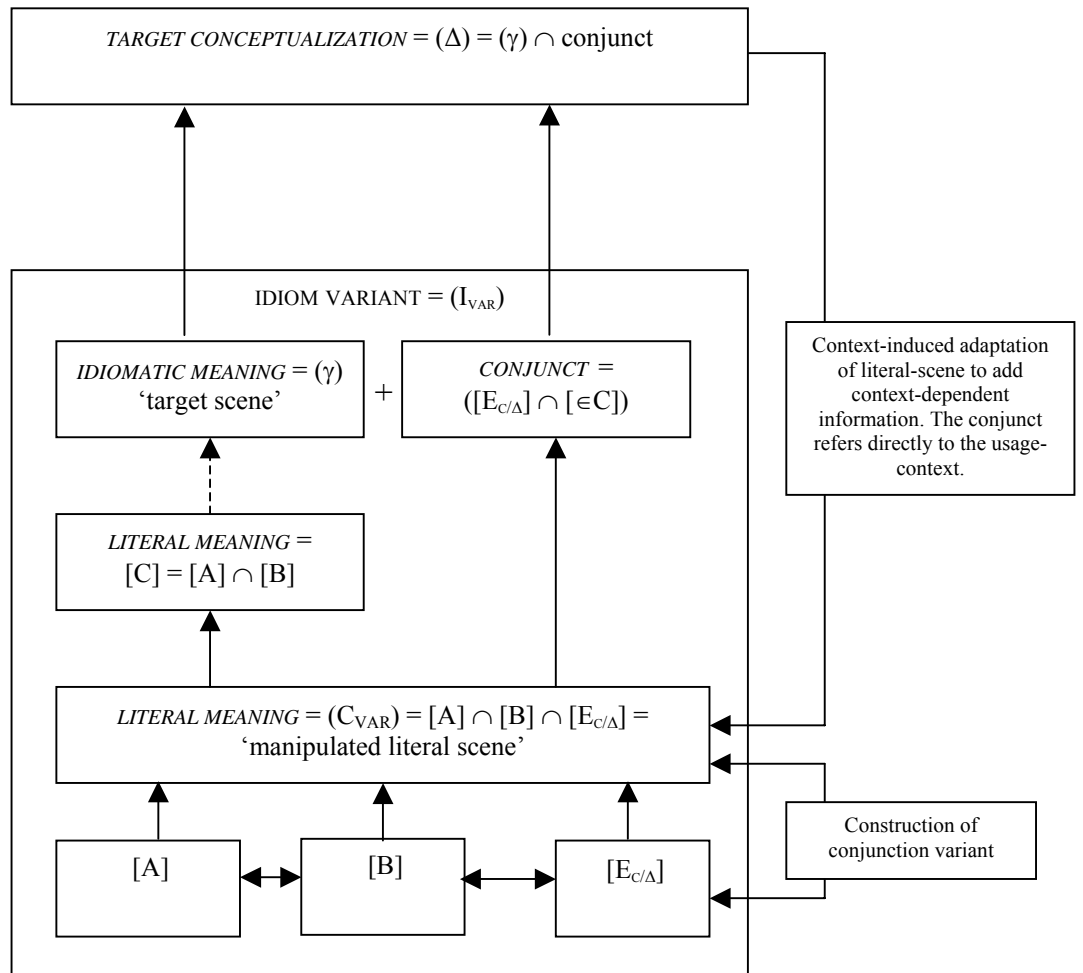 TARGET CONCEPTUALIZATION = (Δ) = (γ) ∩ conjunct
IDIOM VARIANT = (I_VAR)
IDIOMATIC MEANING = (γ)
‘target scene’
+
CONJUNCT =
([E_C/Δ] ∩ [∈C])
Context-induced adaptation
of literal-scene to add
context-dependent
information. The conjunct
refers directly to the usage-
context.
LITERAL MEANING =
[C] = [A] ∩ [B]
LITERAL MEANING = (C_VAR) = [A] ∩ [B] ∩ [E_C/Δ] =
‘manipulated literal scene’
Construction of
conjunction variant
[A]
[B]
[E_C/Δ]